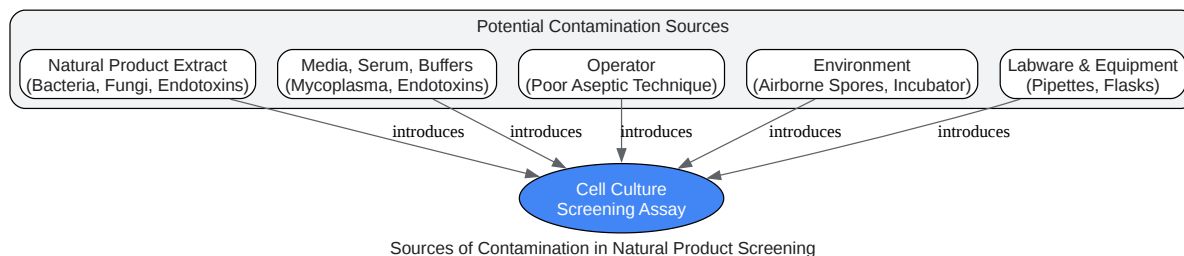 Potential Contamination Sources
Natural Product Extract
(Bacteria, Fungi, Endotoxins)
Media, Serum, Buffers
(Mycoplasma, Endotoxins)
Operator
(Poor Aseptic Technique)
Environment
(Airborne Spores, Incubator)
Labware & Equipment
(Pipettes, Flasks)
introduces
introduces
introduces
introduces
introduces
Cell Culture
Screening Assay
Sources of Contamination in Natural Product Screening